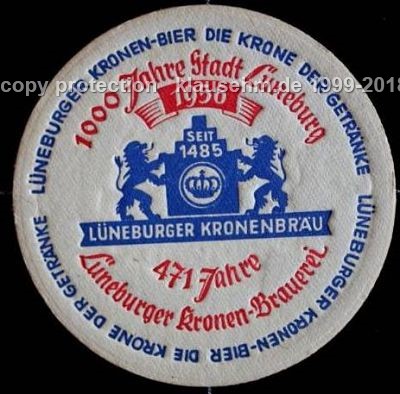 copy protection klausehm.de 1999-2018
LÜNEBURGER KRONEN-BIER DIE KRONE DER GETRÄNKE LÜNEBURGER KRONEN-BIER DIE KRONE DER GETRÄNKE
1000 Jahre Stadt Lüneburg
1956
SEIT
1485
LÜNEBURGER KRONENBRÄU
471 Jahre
Lüneburger Kronen-Brauerei